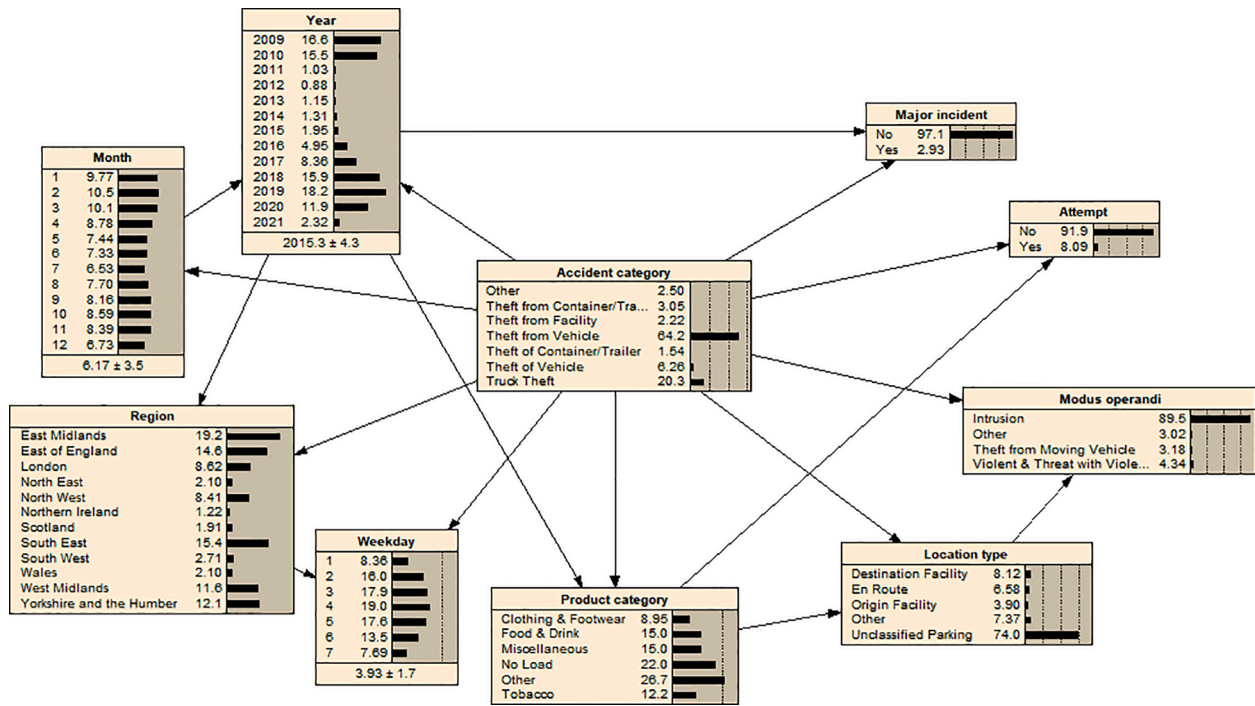 Year
2009 16.6
2010 15.5
2011 1.03
2012 0.88
2013 1.15
2014 1.31
2015 1.95
2016 4.95
2017 8.36
2018 15.9
2019 18.2
2020 11.9
2021 2.32
2015.3 ± 4.3
Major incident
No 97.1
Yes 2.93
Month
1 9.77
2 10.5
3 10.1
4 8.78
5 7.44
6 7.33
7 6.53
8 7.70
9 8.16
10 8.59
11 8.39
12 6.73
6.17 ± 3.5
Attempt
No 91.9
Yes 8.09
Accident category
Other 2.50
Theft from Container/Tra... 3.05
Theft from Facility 2.22
Theft from Vehicle 64.2
Theft of Container/Trailer 1.54
Theft of Vehicle 6.26
Truck Theft 20.3
Modus operandi
Intrusion 89.5
Other 3.02
Theft from Moving Vehicle 3.18
Violent & Threat with Viole... 4.34
Region
East Midlands 19.2
East of England 14.6
London 8.62
North East 2.10
North West 8.41
Northern Ireland 1.22
Scotland 1.91
South East 15.4
South West 2.71
Wales 2.10
West Midlands 11.6
Yorkshire and the Humber 12.1
Weekday
1 8.36
2 16.0
3 17.9
4 19.0
5 17.6
6 13.5
7 7.69
3.93 ± 1.7
Product category
Clothing & Footwear 8.95
Food & Drink 15.0
Miscellaneous 15.0
No Load 22.0
Other 26.7
Tobacco 12.2
Location type
Destination Facility 8.12
En Route 6.58
Origin Facility 3.90
Other 7.37
Unclassified Parking 74.0